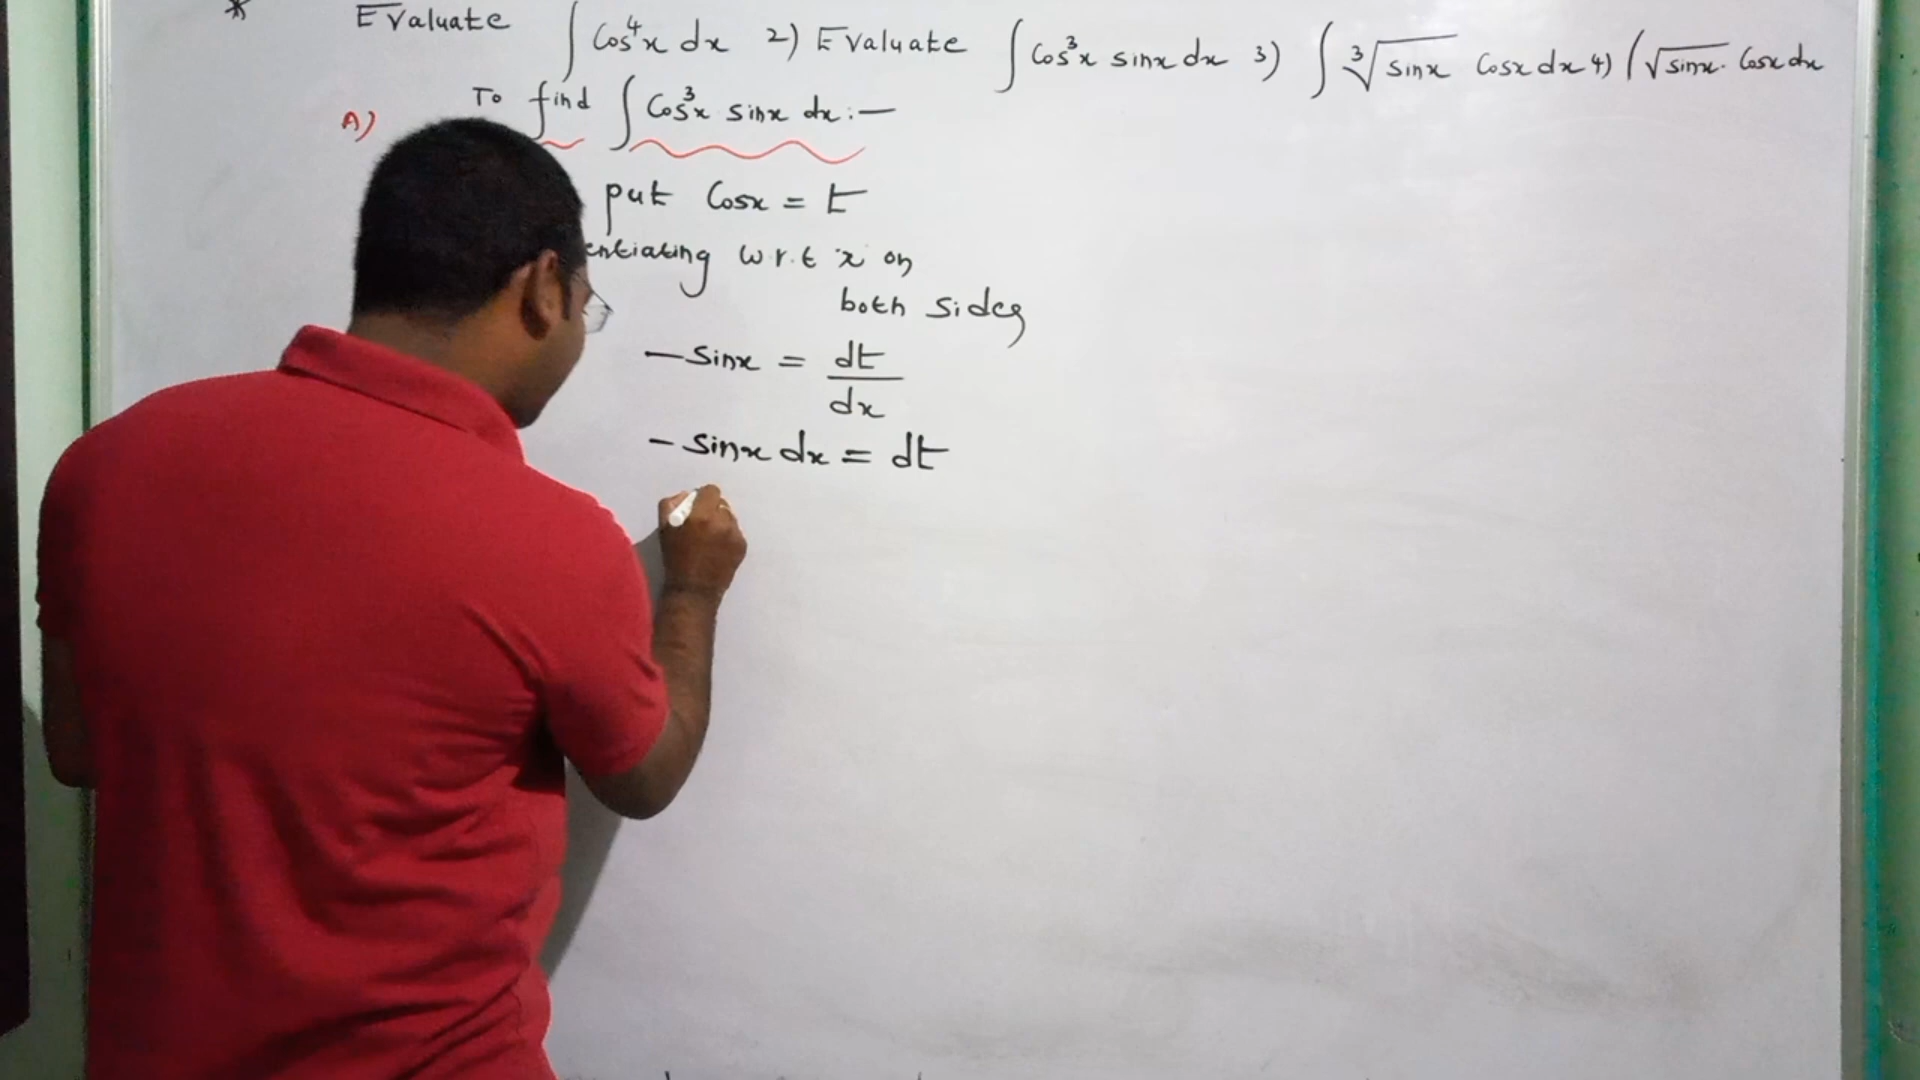 * Evaluate ∫ Cos⁴x dx 2) Evaluate ∫ Cos³x sinx dx 3) ∫ ∛sinx Cosx dx 4) ∫ √sinx. Cosx dx
A) To find ∫ Cos³x sinx dx :—
put Cosx = t
entiating w.r.t x on
both sides
— Sinx = dt/dx
— Sinx dx = dt